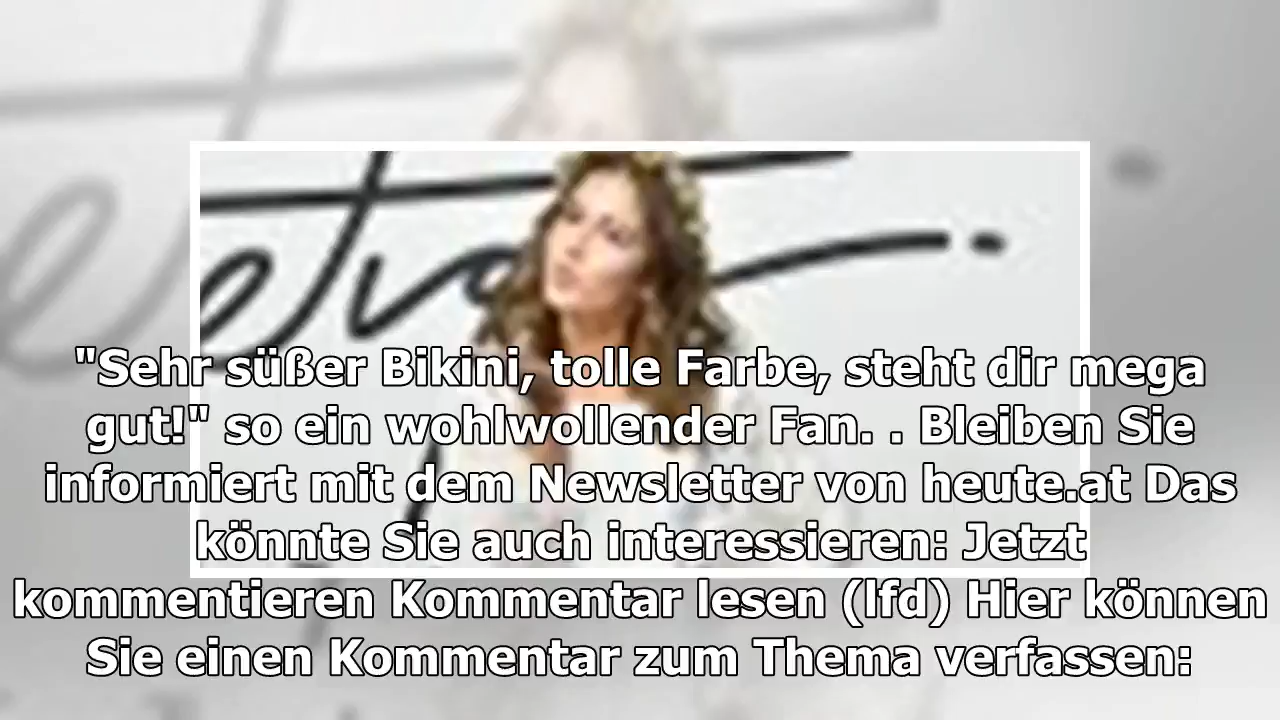 "Sehr süßer Bikini, tolle Farbe, steht dir mega
gut!" so ein wohlwollender Fan. . Bleiben Sie
informiert mit dem Newsletter von heute.at Das
könnte Sie auch interessieren: Jetzt
kommentieren Kommentar lesen (lfd) Hier können
Sie einen Kommentar zum Thema verfassen: